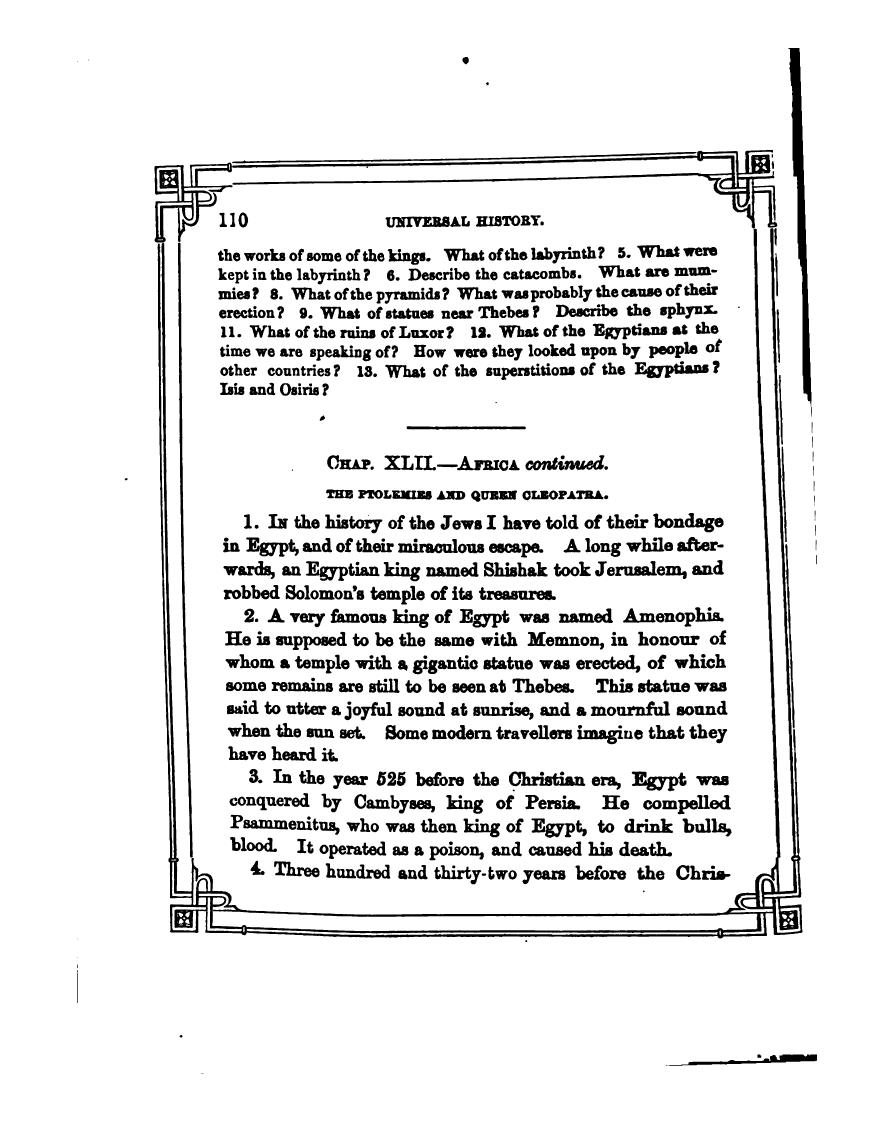 110 UNIVERSAL HISTORY.
the works of some of the kings. What of the labyrinth? 5. What were
kept in the labyrinth? 6. Describe the catacombs. What are mum-
mies? 8. What of the pyramids? What was probably the cause of their
erection? 9. What of statues near Thebes? Describe the sphynx.
11. What of the ruins of Luxor? 12. What of the Egyptians at the
time we are speaking of? How were they looked upon by people of
other countries? 13. What of the superstitions of the Egyptians?
Isis and Osiris?
CHAP. XLII.—AFRICA continued.
THE PTOLEMIES AND QUEEN CLEOPATRA.
1. IN the history of the Jews I have told of their bondage
in Egypt, and of their miraculous escape. A long while after-
wards, an Egyptian king named Shishak took Jerusalem, and
robbed Solomon's temple of its treasures.
2. A very famous king of Egypt was named Amenophis.
He is supposed to be the same with Memnon, in honour of
whom a temple with a gigantic statue was erected, of which
some remains are still to be seen at Thebes. This statue was
said to utter a joyful sound at sunrise, and a mournful sound
when the sun set. Some modern travellers imagine that they
have heard it.
3. In the year 525 before the Christian era, Egypt was
conquered by Cambyses, king of Persia. He compelled
Psammenitus, who was then king of Egypt, to drink bulls,
blood. It operated as a poison, and caused his death.
4. Three hundred and thirty-two years before the Chris-